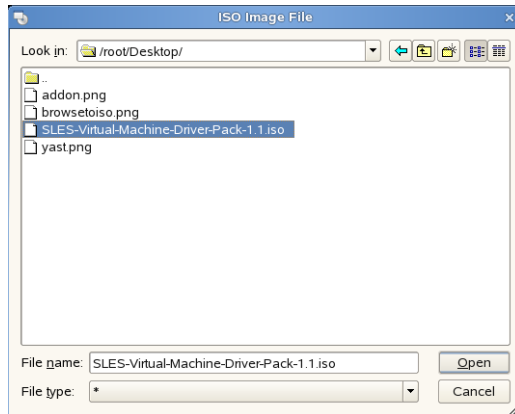 ISO Image File
Look in: /root/Desktop/
..
addon.png
browsetoiso.png
SLES-Virtual-Machine-Driver-Pack-1.1.iso
yast.png
File name: SLES-Virtual-Machine-Driver-Pack-1.1.iso Open
File type: * Cancel